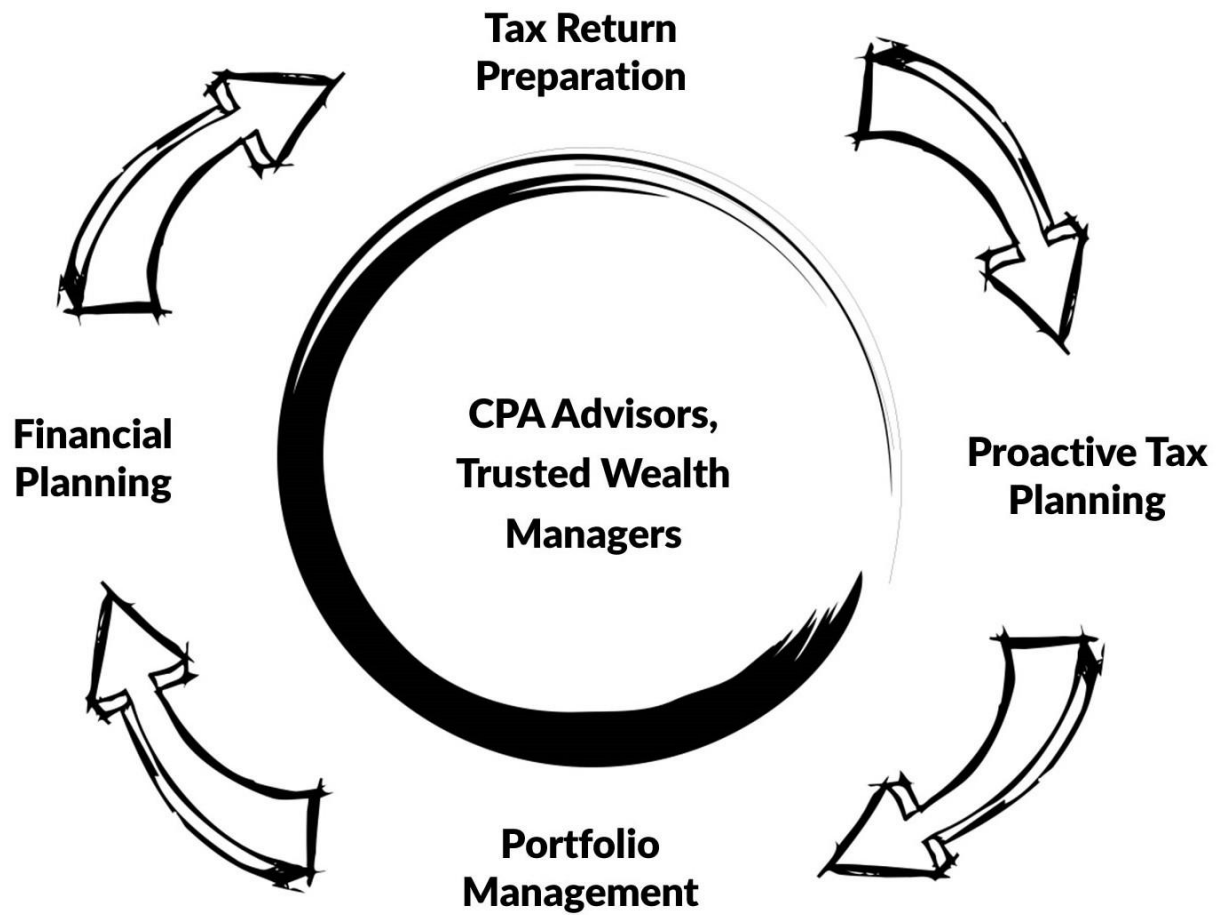 Tax Return
Preparation
Financial
Planning
CPA Advisors,
Trusted Wealth
Managers
Proactive Tax
Planning
Portfolio
Management